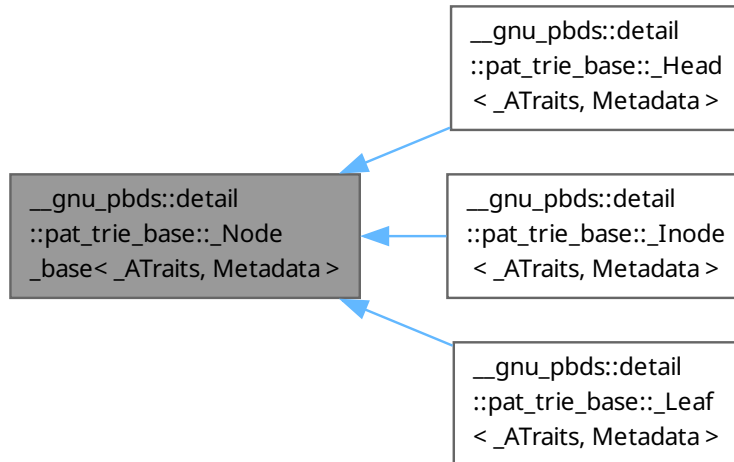 __gnu_pbds::detail
::pat_trie_base::_Head
< _ATraits, Metadata >
__gnu_pbds::detail
::pat_trie_base::_Node
_base< _ATraits, Metadata >
__gnu_pbds::detail
::pat_trie_base::_Inode
< _ATraits, Metadata >
__gnu_pbds::detail
::pat_trie_base::_Leaf
< _ATraits, Metadata >